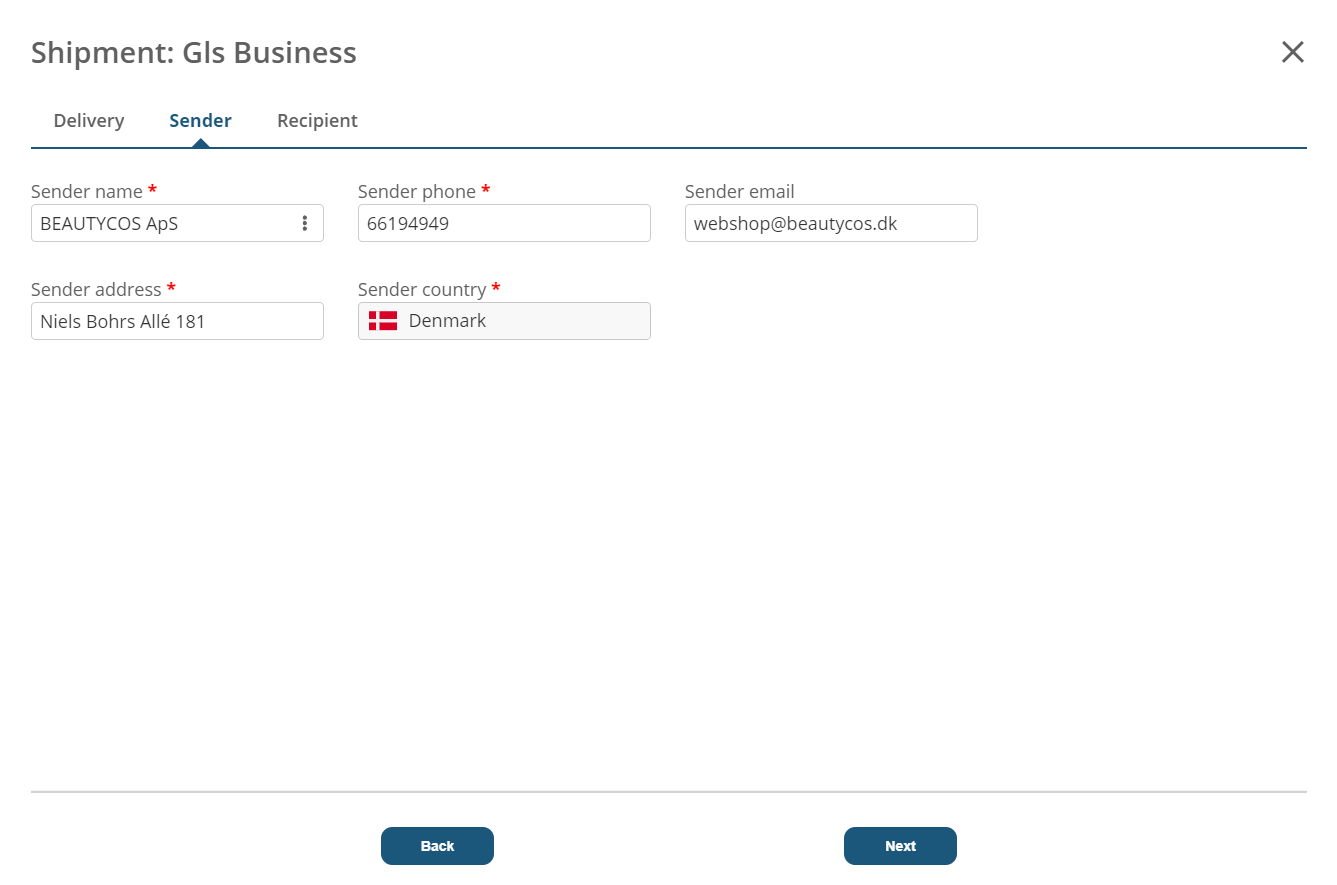 Shipment: Gls Business
Delivery Sender Recipient
Sender name * Sender phone * Sender email
BEAUTYCOS ApS 66194949 webshop@beautycos.dk
Sender address * Sender country *
Niels Bohrs Allé 181 Denmark
Back Next